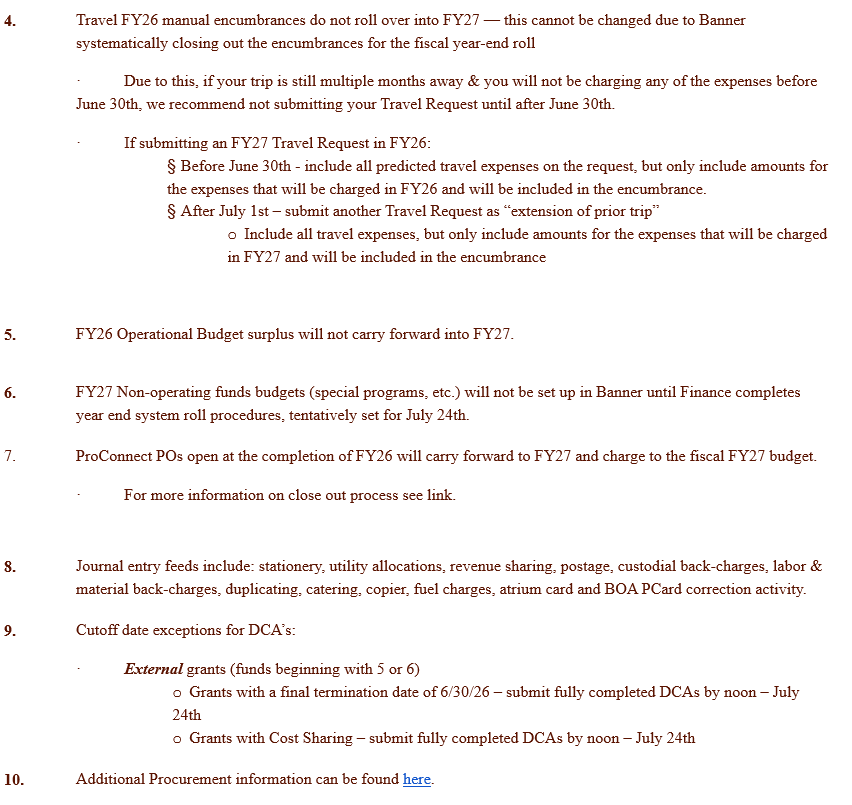 4. Travel FY26 manual encumbrances do not roll over into FY27 — this cannot be changed due to Banner
systematically closing out the encumbrances for the fiscal year-end roll
· Due to this, if your trip is still multiple months away & you will not be charging any of the expenses before
June 30th, we recommend not submitting your Travel Request until after June 30th.
· If submitting an FY27 Travel Request in FY26:
§ Before June 30th - include all predicted travel expenses on the request, but only include amounts for
the expenses that will be charged in FY26 and will be included in the encumbrance.
§ After July 1st – submit another Travel Request as “extension of prior trip”
o Include all travel expenses, but only include amounts for the expenses that will be charged
in FY27 and will be included in the encumbrance
5. FY26 Operational Budget surplus will not carry forward into FY27.
6. FY27 Non-operating funds budgets (special programs, etc.) will not be set up in Banner until Finance completes
year end system roll procedures, tentatively set for July 24th.
7. ProConnect POs open at the completion of FY26 will carry forward to FY27 and charge to the fiscal FY27 budget.
· For more information on close out process see link.
8. Journal entry feeds include: stationery, utility allocations, revenue sharing, postage, custodial back-charges, labor &
material back-charges, duplicating, catering, copier, fuel charges, atrium card and BOA PCard correction activity.
9. Cutoff date exceptions for DCA’s:
· External grants (funds beginning with 5 or 6)
o Grants with a final termination date of 6/30/26 – submit fully completed DCAs by noon – July
24th
o Grants with Cost Sharing – submit fully completed DCAs by noon – July 24th
10. Additional Procurement information can be found here.